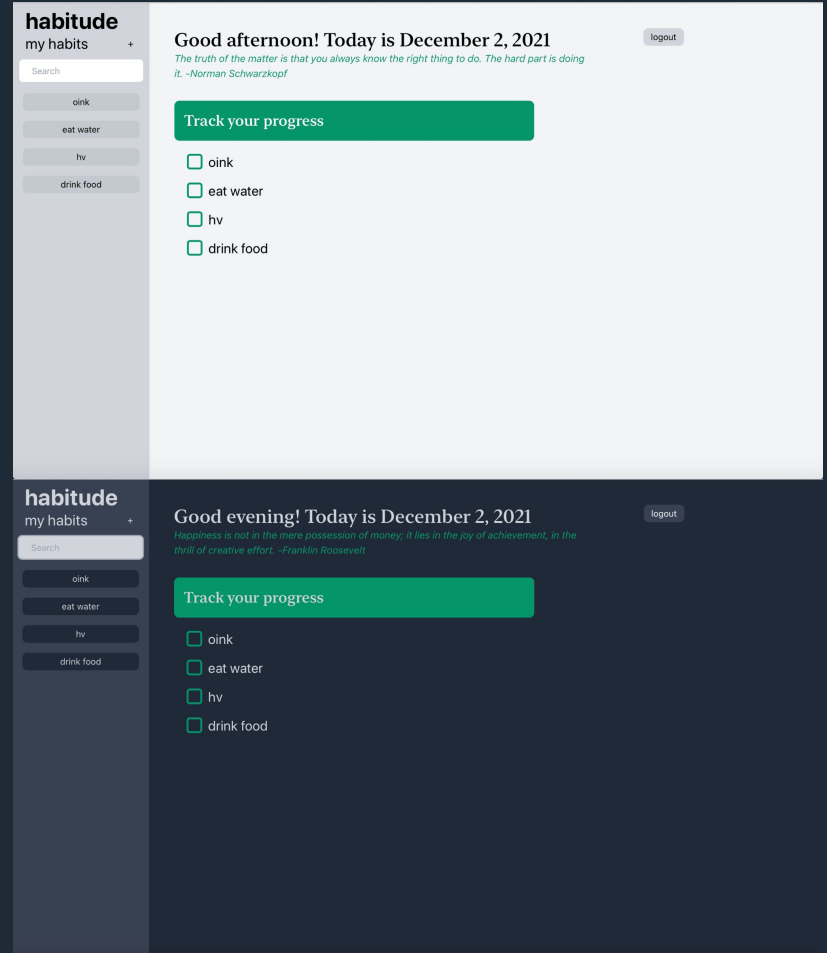 habitude
my habits +
Search
oink
eat water
hv
drink food
Good afternoon! Today is December 2, 2021
logout
The truth of the matter is that you always know the right thing to do. The hard part is doing
it. -Norman Schwarzkopf
Track your progress
oink
eat water
hv
drink food
habitude
my habits +
Search
oink
eat water
hv
drink food
Good evening! Today is December 2, 2021
logout
Happiness is not in the mere possession of money; it lies in the joy of achievement, in the
thrill of creative effort. -Franklin Roosevelt
Track your progress
oink
eat water
hv
drink food